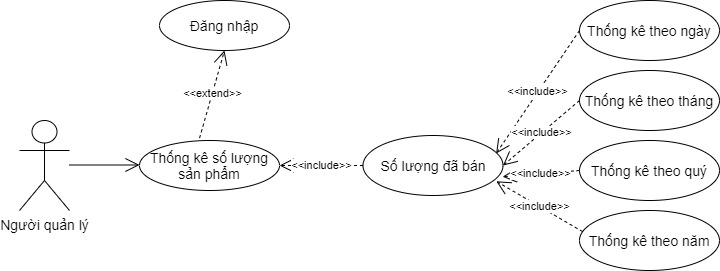 Đăng nhập
Thống kê theo ngày
<<extend>>
<<include>>
Thống kê theo tháng
<<include>>
Thống kê số lượng
sản phẩm
<<include>>
Số lượng đã bán
<<include>>
Thống kê theo quý
<<include>>
Người quản lý
Thống kê theo năm